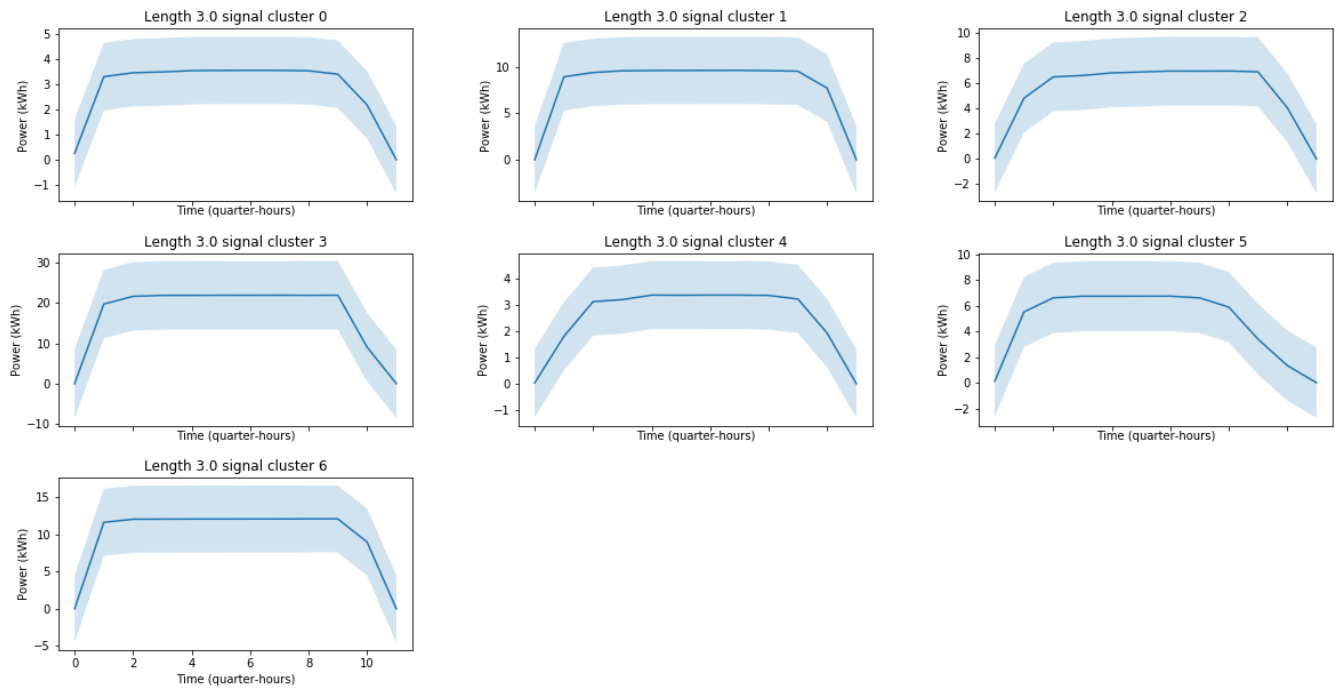 Length 3.0 signal cluster 0
5
4
3
2
1
0
−1
Power (kWh)
Time (quarter-hours)
Length 3.0 signal cluster 1
10
5
0
Power (kWh)
Time (quarter-hours)
Length 3.0 signal cluster 2
10
8
6
4
2
0
−2
Power (kWh)
Time (quarter-hours)
Length 3.0 signal cluster 3
30
20
10
0
−10
Power (kWh)
Time (quarter-hours)
Length 3.0 signal cluster 4
4
3
2
1
0
−1
Power (kWh)
Time (quarter-hours)
Length 3.0 signal cluster 5
10
8
6
4
2
0
−2
Power (kWh)
Time (quarter-hours)
Length 3.0 signal cluster 6
15
10
5
0
−5
Power (kWh)
0 2 4 6 8 10
Time (quarter-hours)